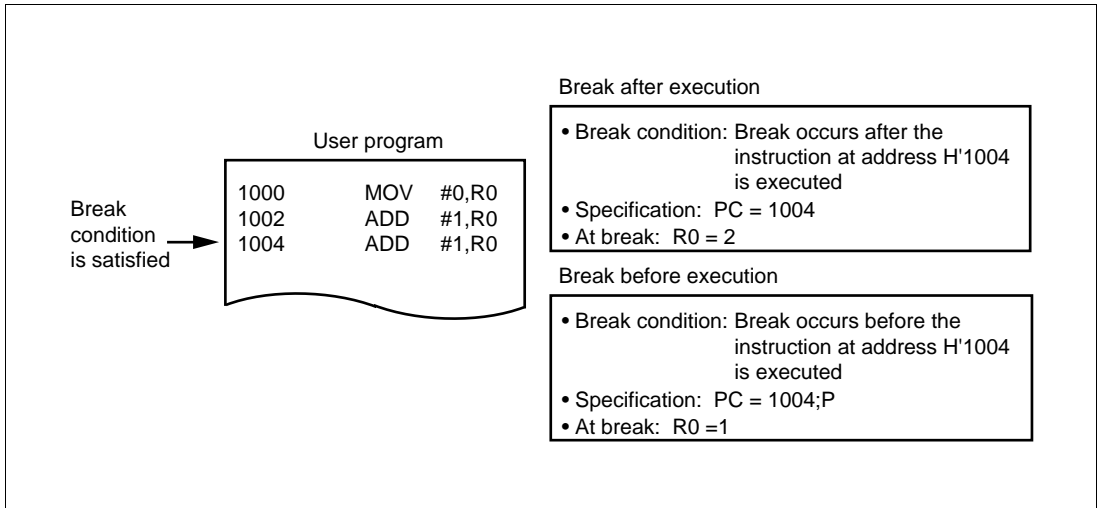 Break
condition
is satisfied
User program
1000 MOV #0,R0
1002 ADD #1,R0
1004 ADD #1,R0
Break after execution
• Break condition: Break occurs after the
instruction at address H'1004
is executed
• Specification: PC = 1004
• At break: R0 = 2
Break before execution
• Break condition: Break occurs before the
instruction at address H'1004
is executed
• Specification: PC = 1004;P
• At break: R0 =1